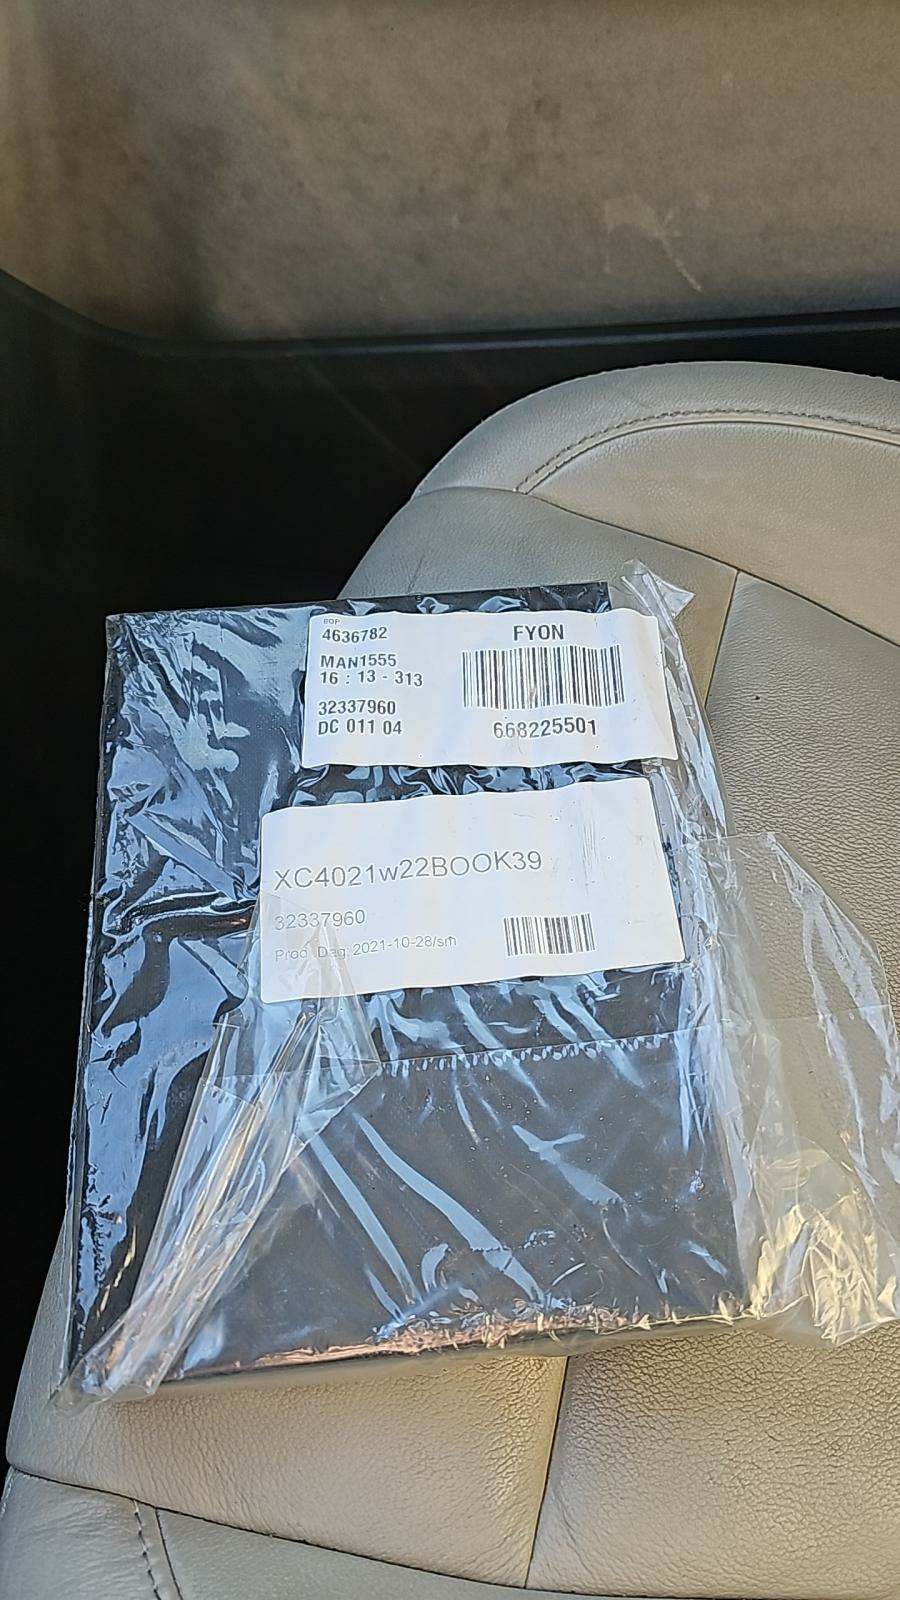 BOP
4636782
FYON
MAN1555
16 : 13 - 313
32337960
DC 011 04
668225501
XC4021w22BOOK39
32337960
Prod. Dag: 2021-10-28/sm